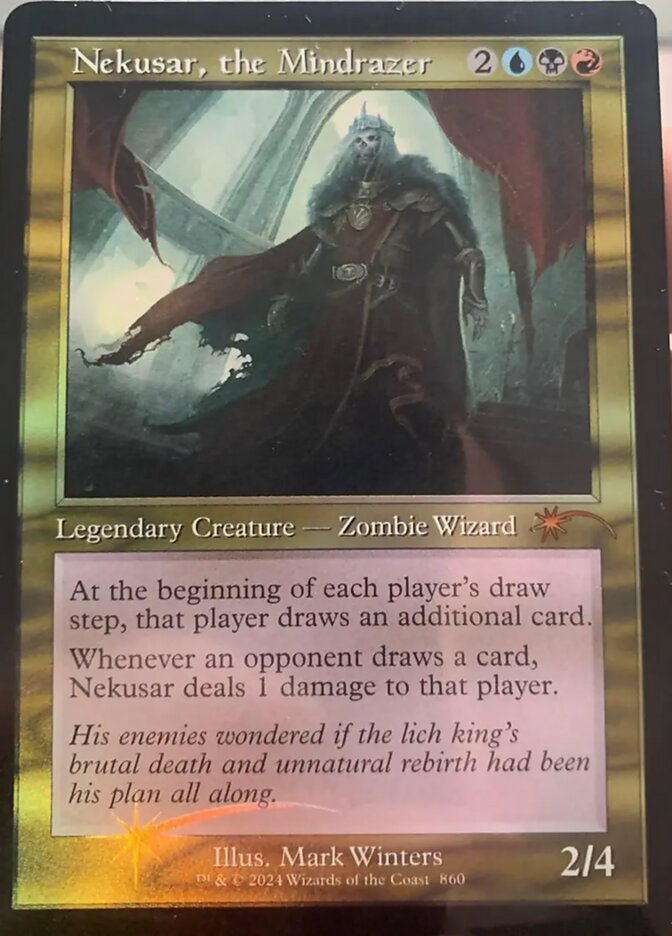 Nekusar, the Mindrazer 2
Legendary Creature — Zombie Wizard
At the beginning of each player's draw
step, that player draws an additional card.
Whenever an opponent draws a card,
Nekusar deals 1 damage to that player.
His enemies wondered if the lich king's
brutal death and unnatural rebirth had been
his plan all along.
Illus. Mark Winters
™ & © 2024 Wizards of the Coast 860
2/4